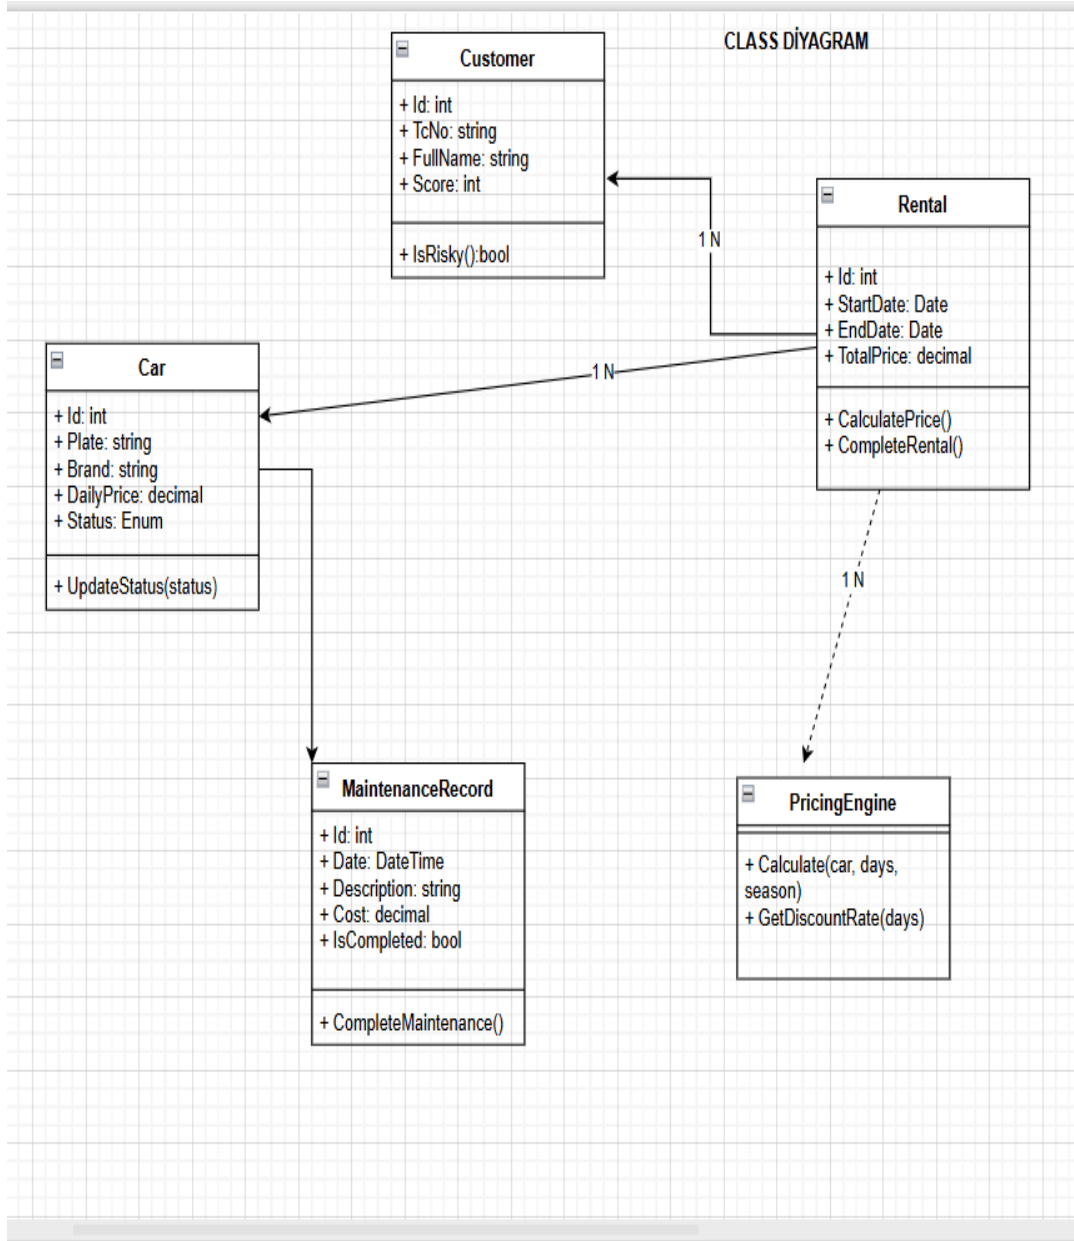 CLASS DİYAGRAM
Customer
+ Id: int
+ TcNo: string
+ FullName: string
+ Score: int
+ IsRisky():bool
1 N
Rental
+ Id: int
+ StartDate: Date
+ EndDate: Date
+ TotalPrice: decimal
+ CalculatePrice()
+ CompleteRental()
1 N
Car
+ Id: int
+ Plate: string
+ Brand: string
+ DailyPrice: decimal
+ Status: Enum
+ UpdateStatus(status)
1 N
MaintenanceRecord
+ Id: int
+ Date: DateTime
+ Description: string
+ Cost: decimal
+ IsCompleted: bool
+ CompleteMaintenance()
PricingEngine
+ Calculate(car, days,
season)
+ GetDiscountRate(days)